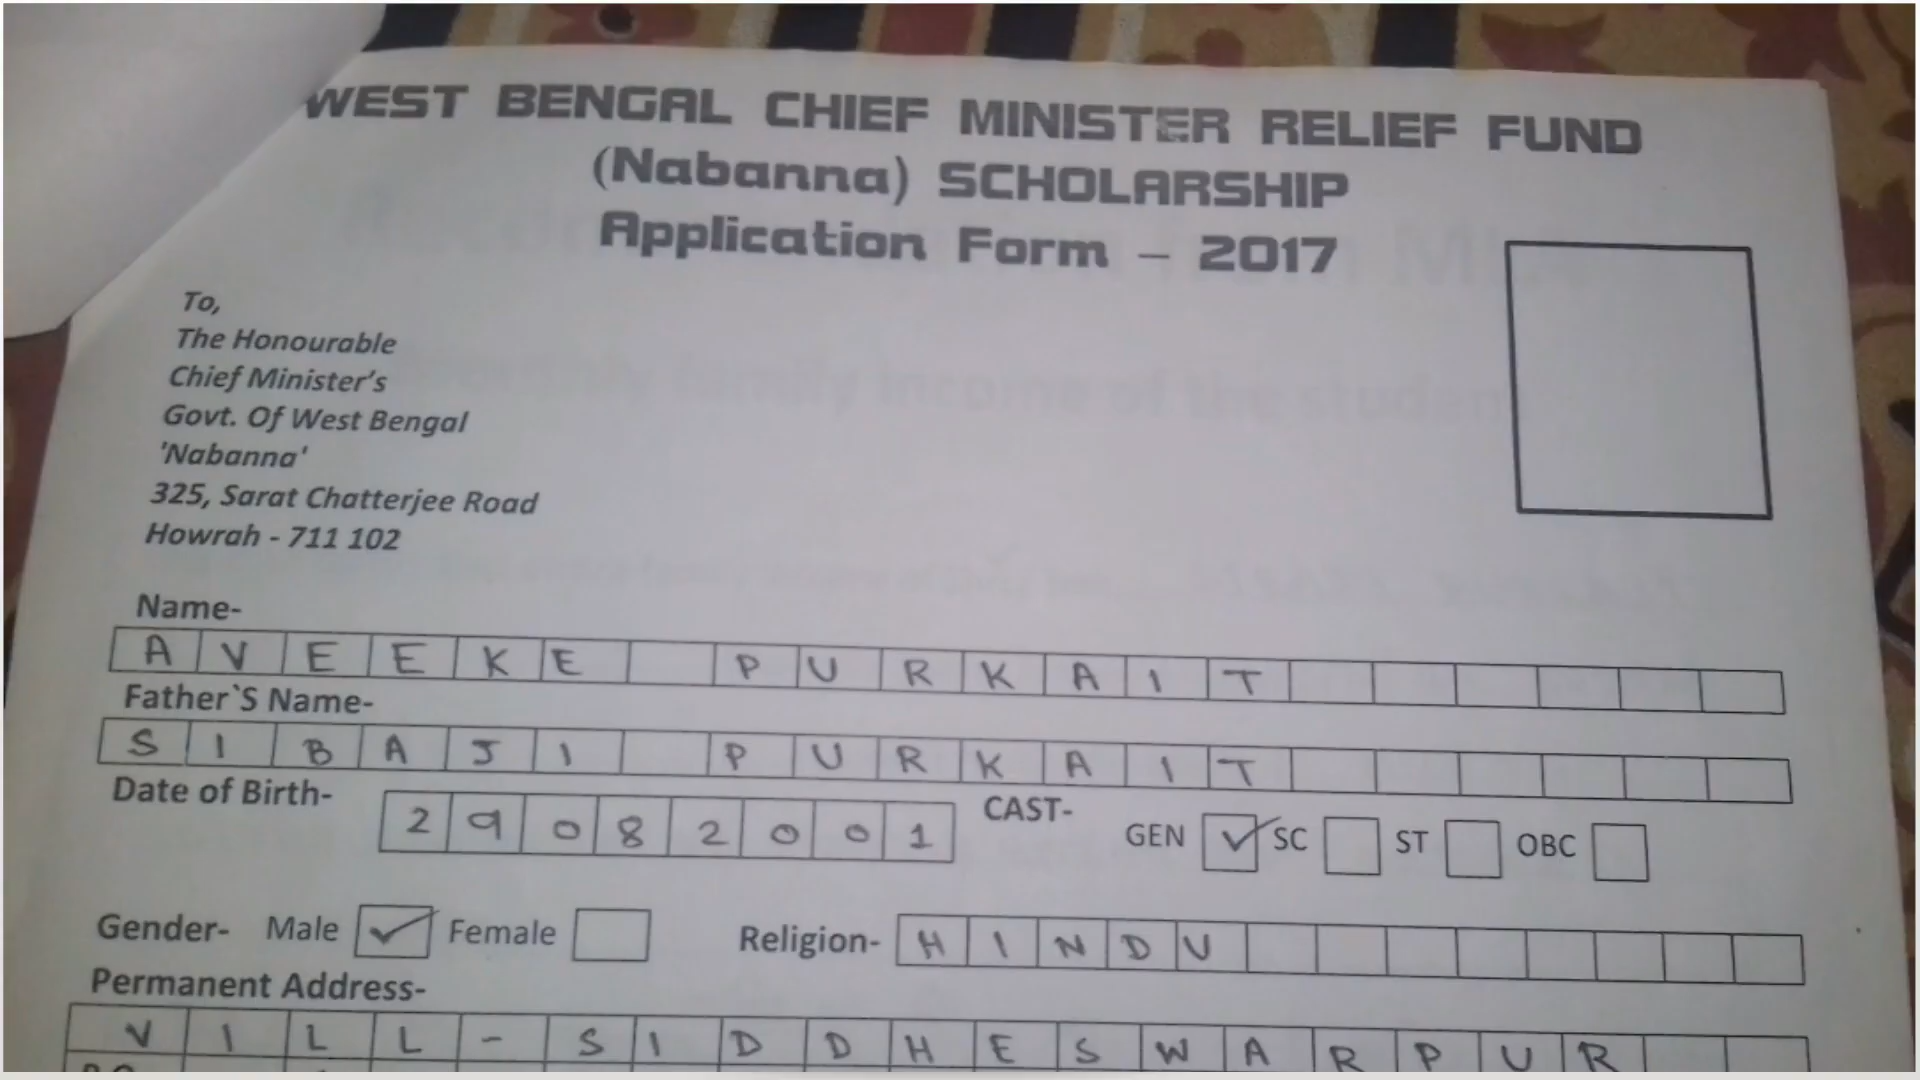 WEST BENGAL CHIEF MINISTER RELIEF FUND
(Nabanna) SCHOLARSHIP
Application Form – 2017
To,
The Honourable
Chief Minister's
Govt. Of West Bengal
'Nabanna'
325, Sarat Chatterjee Road
Howrah - 711 102
Name-
AVEEKE PURKAIT
Father`S Name-
SIBAJI PURKAIT
Date of Birth- 29082001 CAST- GEN SC ST OBC
Gender- Male Female Religion- HINDU
Permanent Address-
VILL-SIDDHESWARPUR